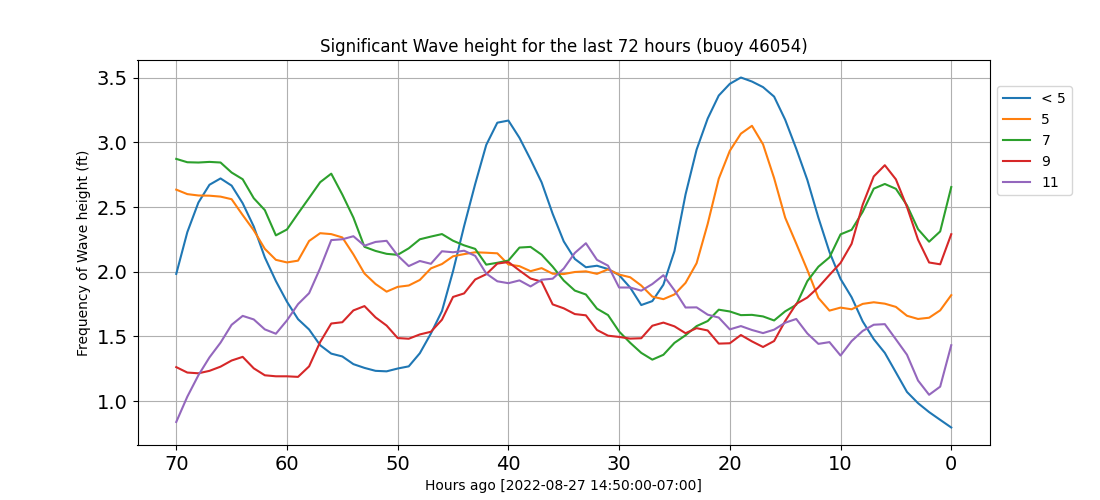 Significant Wave height for the last 72 hours (buoy 46054)
Frequency of Wave height (ft)
3.5
3.0
2.5
2.0
1.5
1.0
70 60 50 40 30 20 10 0
Hours ago [2022-08-27 14:50:00-07:00]
< 5
5
7
9
11